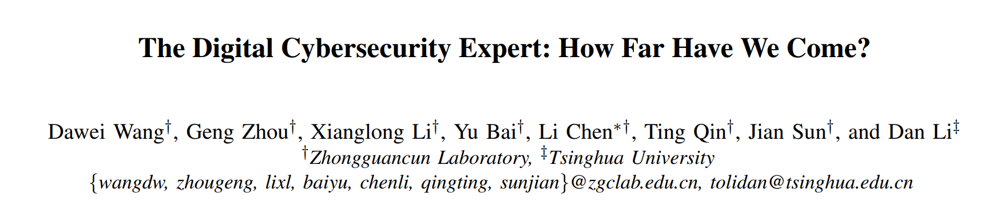 The Digital Cybersecurity Expert: How Far Have We Come?
Dawei Wang†, Geng Zhou†, Xianglong Li†, Yu Bai†, Li Chen*†, Ting Qin†, Jian Sun†, and Dan Li‡
†Zhongguancun Laboratory, ‡Tsinghua University
{wangdw, zhougeng, lixl, baiyu, chenli, qingting, sunjian}@zgclab.edu.cn, tolidan@tsinghua.edu.cn